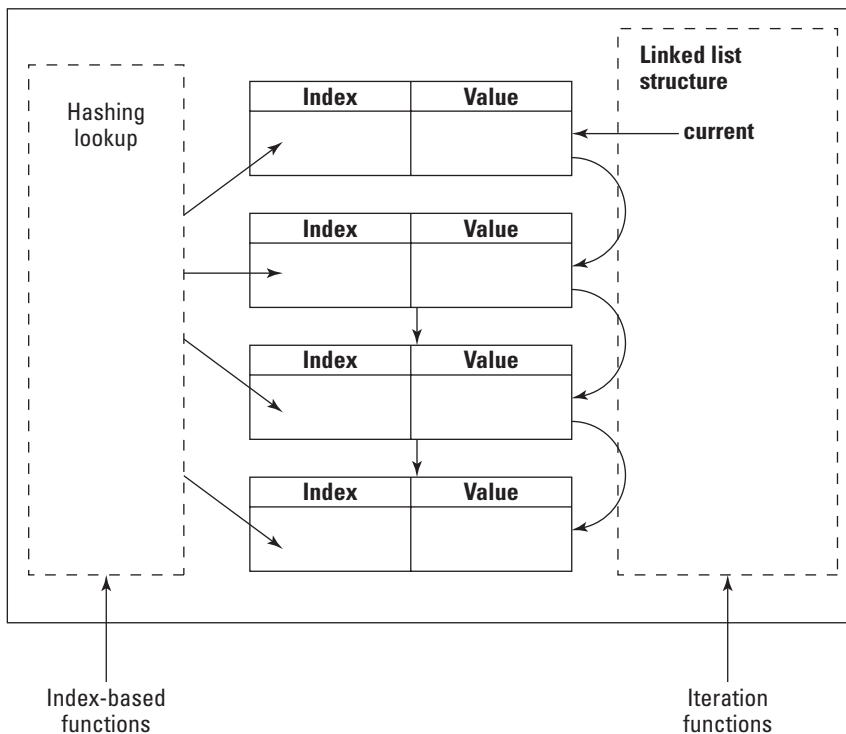 Linked list
structure
Hashing
lookup
Index Value
current
Index Value
Index Value
Index Value
Index-based
functions
Iteration
functions